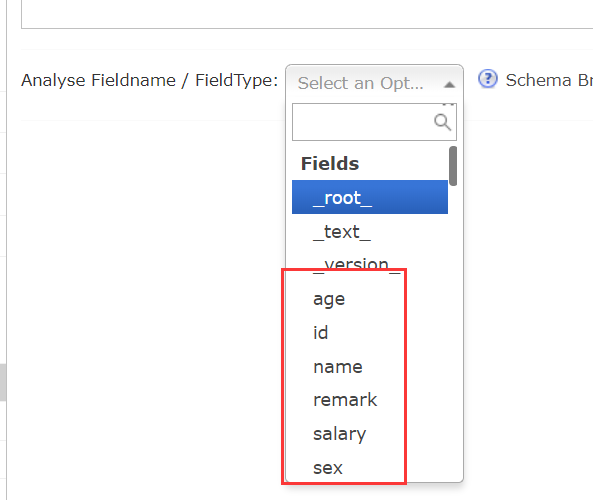 Analyse Fieldname / FieldType: Select an Opt... Schema Br
Fields
_root_
_text_
_version_
age
id
name
remark
salary
sex